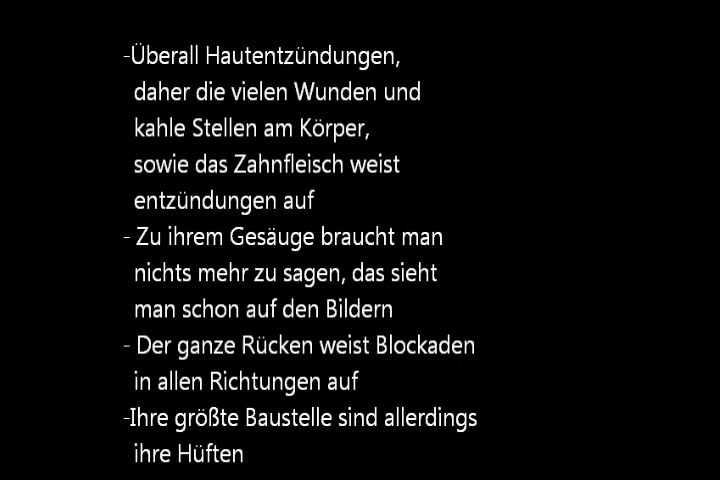 -Überall Hautentzündungen,
daher die vielen Wunden und
kahle Stellen am Körper,
sowie das Zahnfleisch weist
entzündungen auf
- Zu ihrem Gesäuge braucht man
nichts mehr zu sagen, das sieht
man schon auf den Bildern
- Der ganze Rücken weist Blockaden
in allen Richtungen auf
-Ihre größte Baustelle sind allerdings
ihre Hüften